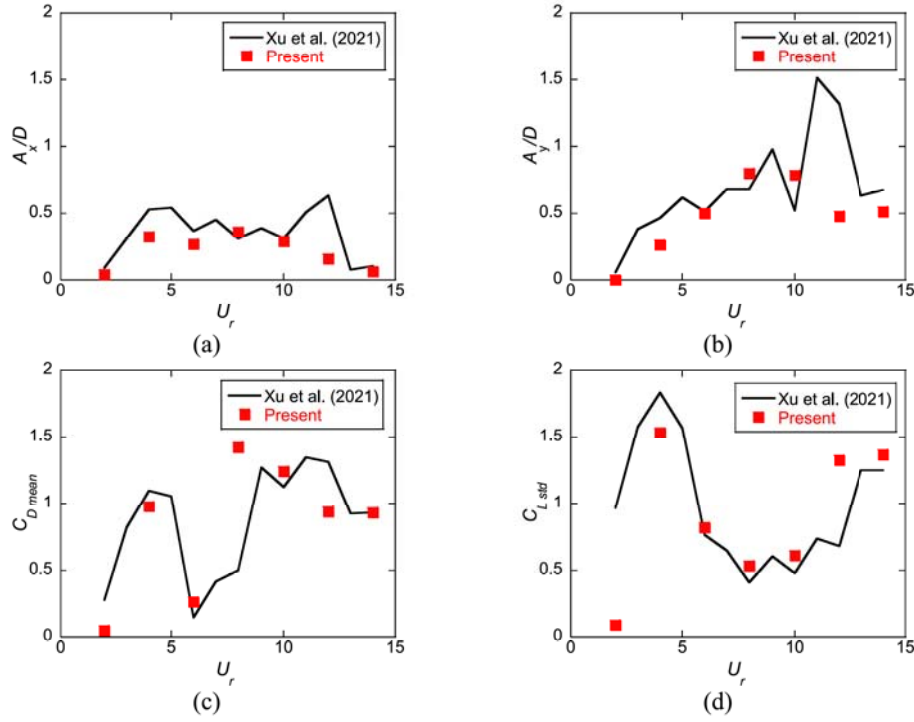 2
1.5
1
0.5
0
A_x/D
Xu et al. (2021)
Present
0 5 10 15
U_r
(a)
2
1.5
1
0.5
0
A_y/D
Xu et al. (2021)
Present
0 5 10 15
U_r
(b)
2
1.5
1
0.5
0
C_D mean
Xu et al. (2021)
Present
0 5 10 15
U_r
(c)
2
1.5
1
0.5
0
C_L std
Xu et al. (2021)
Present
0 5 10 15
U_r
(d)